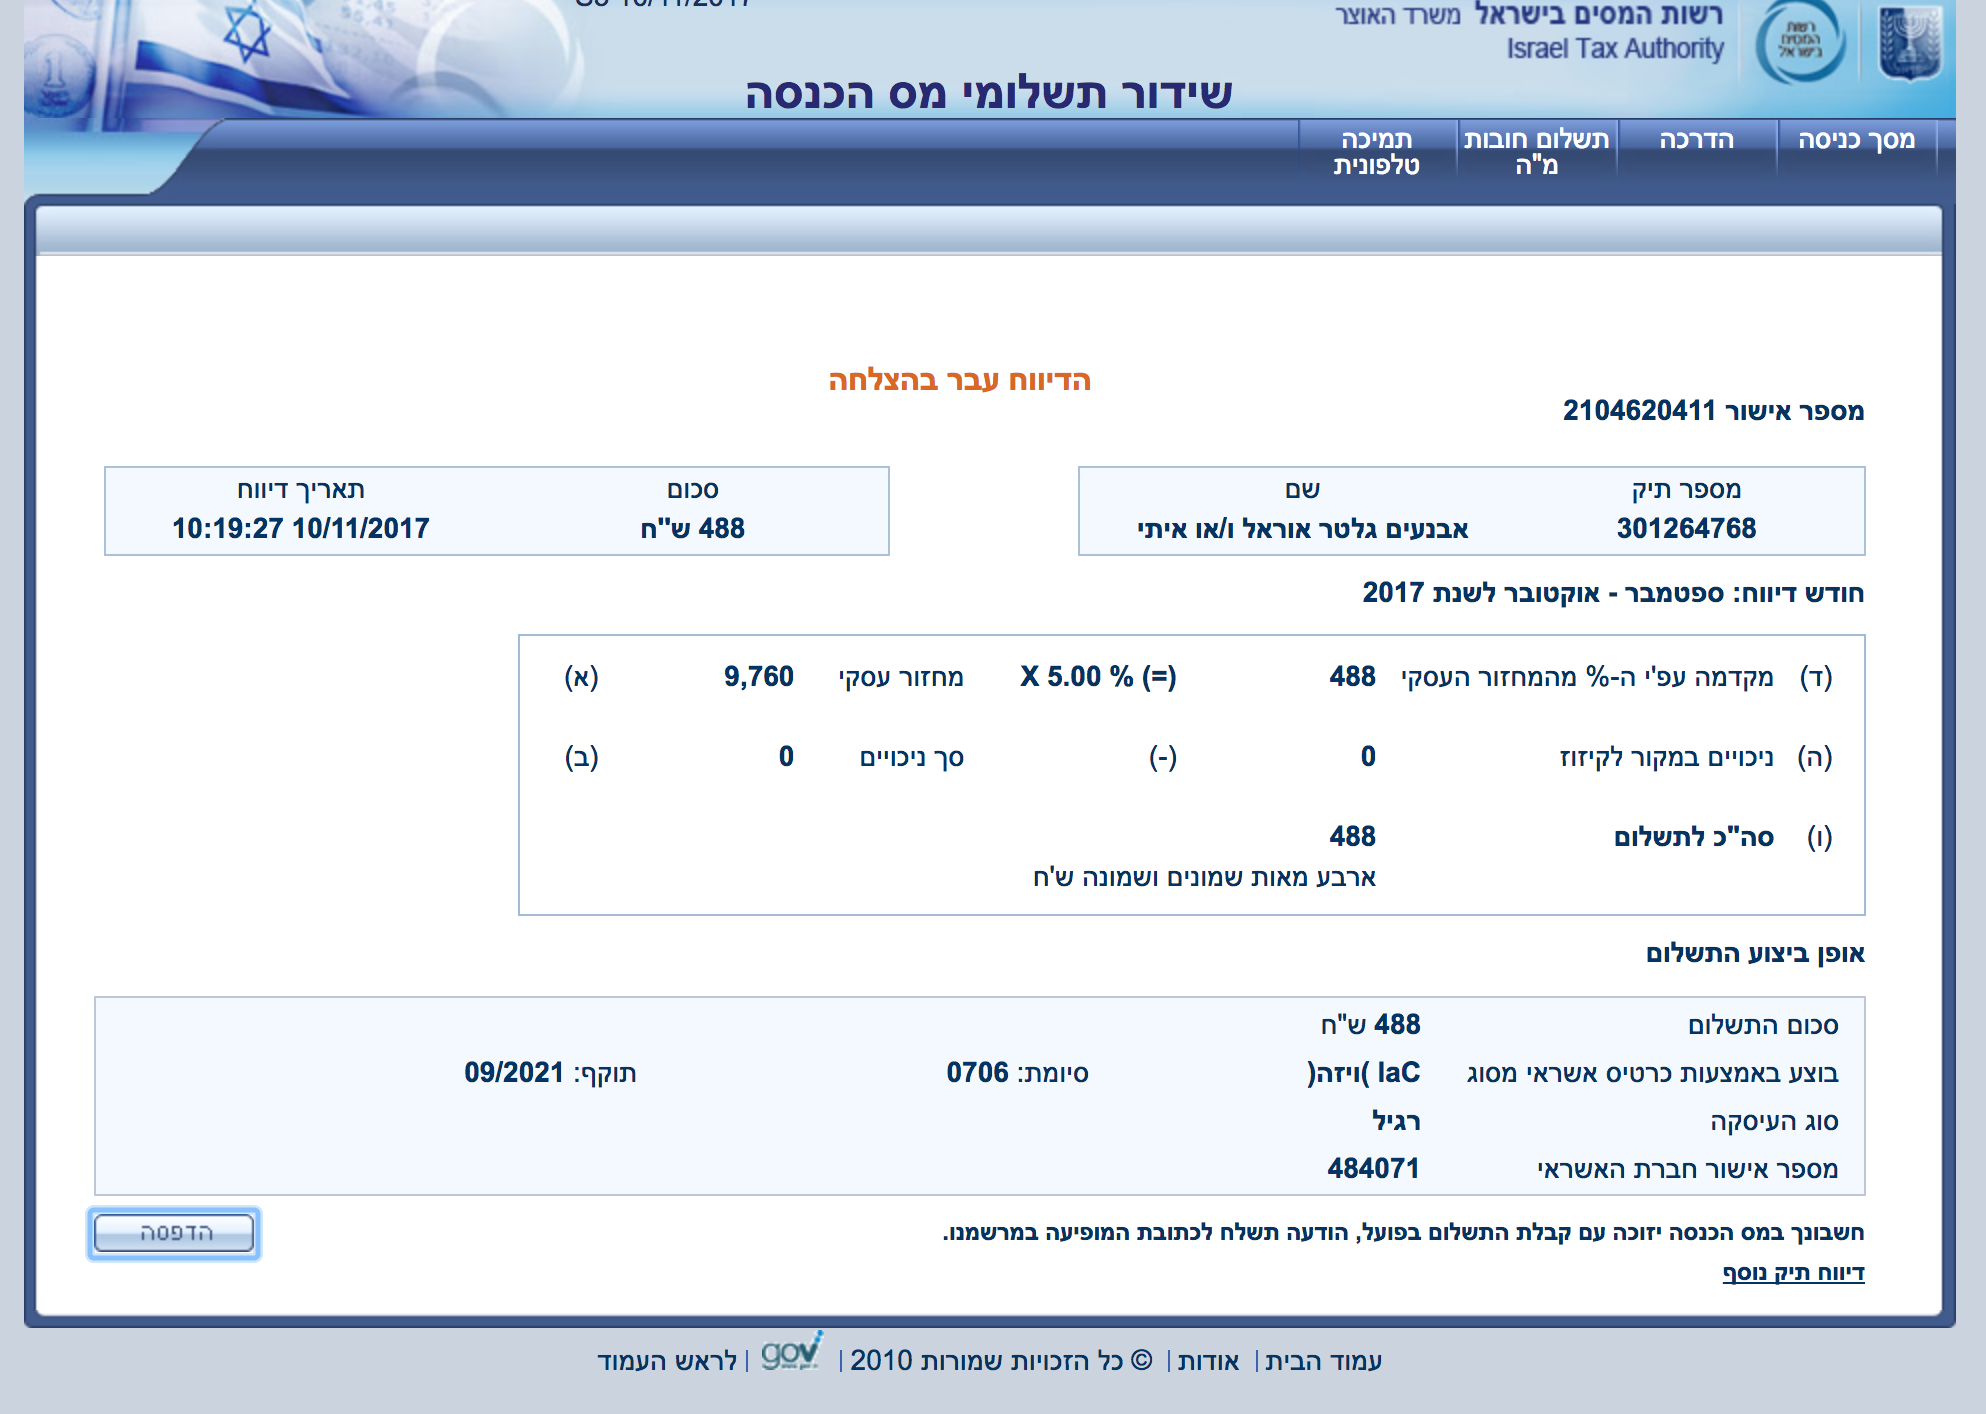 רשות המסים בישראל משרד האוצר
Israel Tax Authority
רשות המסים בישראל
10/11/2017
שידור תשלומי מס הכנסה
מסך כניסה
הדרכה
תשלום חובות מ"ה
תמיכה טלפונית
הדיווח עבר בהצלחה
מספר אישור 2104620411
מספר תיק שם
301264768 אבנעים גלטר אוראל ו/או איתי
סכום תאריך דיווח
488 ש"ח 10:19:27 10/11/2017
חודש דיווח: ספטמבר - אוקטובר לשנת 2017
(ד) מקדמה עפ'י ה-% מהמחזור העסקי 488 (=) % X 5.00 מחזור עסקי 9,760 (א)
(ה) ניכויים במקור לקיזוז 0 (-) סך ניכויים 0 (ב)
(ו) סה"כ לתשלום 488
ארבע מאות שמונים ושמונה ש'ח
אופן ביצוע התשלום
סכום התשלום 488 ש"ח
בוצע באמצעות כרטיס אשראי מסוג laC )ויזה( סיומת: 0706 תוקף: 09/2021
סוג העיסקה רגיל
מספר אישור חברת האשראי 484071
חשבונך במס הכנסה יזוכה עם קבלת התשלום בפועל, הודעה תשלח לכתובת המופיעה במרשמנו.
הדפסה
דיווח תיק נוסף
עמוד הבית | אודות | © כל הזכויות שמורות 2010 | gov | לראש העמוד